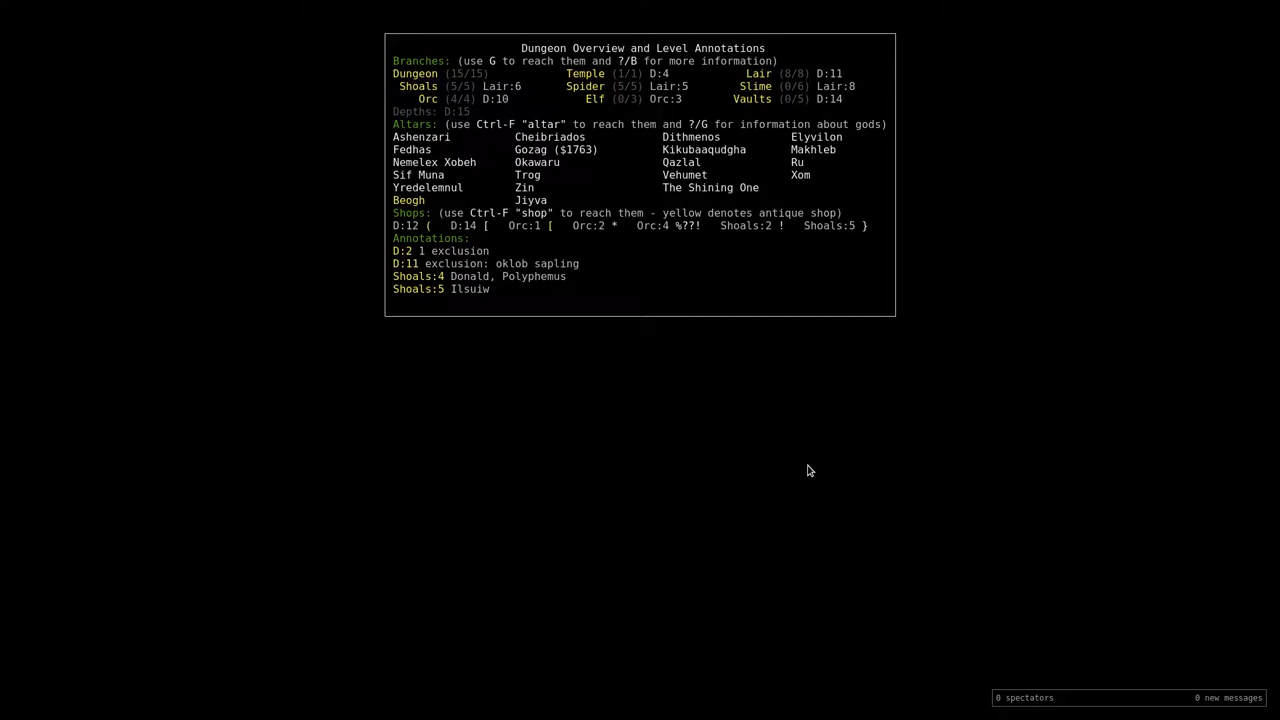 Dungeon Overview and Level Annotations
Branches: (use G to reach them and ?/B for more information)
Dungeon (15/15) Temple (1/1) D:4 Lair (8/8) D:11
Shoals (5/5) Lair:6 Spider (5/5) Lair:5 Slime (0/6) Lair:8
Orc (4/4) D:10 Elf (0/3) Orc:3 Vaults (0/5) D:14
Depths: D:15
Altars: (use Ctrl-F "altar" to reach them and ?/G for information about gods)
Ashenzari Cheibriados Dithmenos Elyvilon
Fedhas Gozag ($1763) Kikubaaqudgha Makhleb
Nemelex Xobeh Okawaru Qazlal Ru
Sif Muna Trog Vehumet Xom
Yredelemnul Zin The Shining One
Beogh Jiyva
Shops: (use Ctrl-F "shop" to reach them - yellow denotes antique shop)
D:12 ( D:14 [ Orc:1 [ Orc:2 * Orc:4 %??! Shoals:2 ! Shoals:5 }
Annotations:
D:2 1 exclusion
D:11 exclusion: oklob sapling
Shoals:4 Donald, Polyphemus
Shoals:5 Ilsuiw
0 spectators 0 new messages